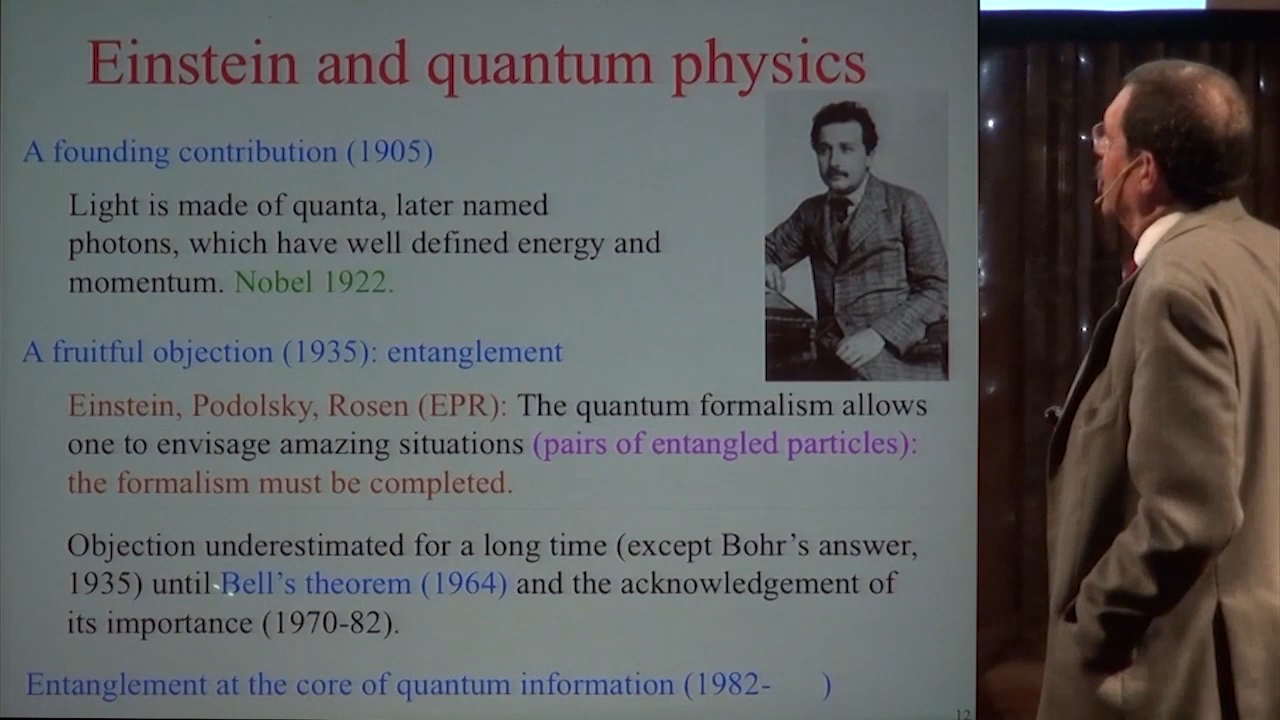 Einstein and quantum physics
A founding contribution (1905)
Light is made of quanta, later named
photons, which have well defined energy and
momentum. Nobel 1922.
A fruitful objection (1935): entanglement
Einstein, Podolsky, Rosen (EPR): The quantum formalism allows
one to envisage amazing situations (pairs of entangled particles):
the formalism must be completed.
Objection underestimated for a long time (except Bohr's answer,
1935) until Bell's theorem (1964) and the acknowledgement of
its importance (1970-82).
Entanglement at the core of quantum information (1982- )
12